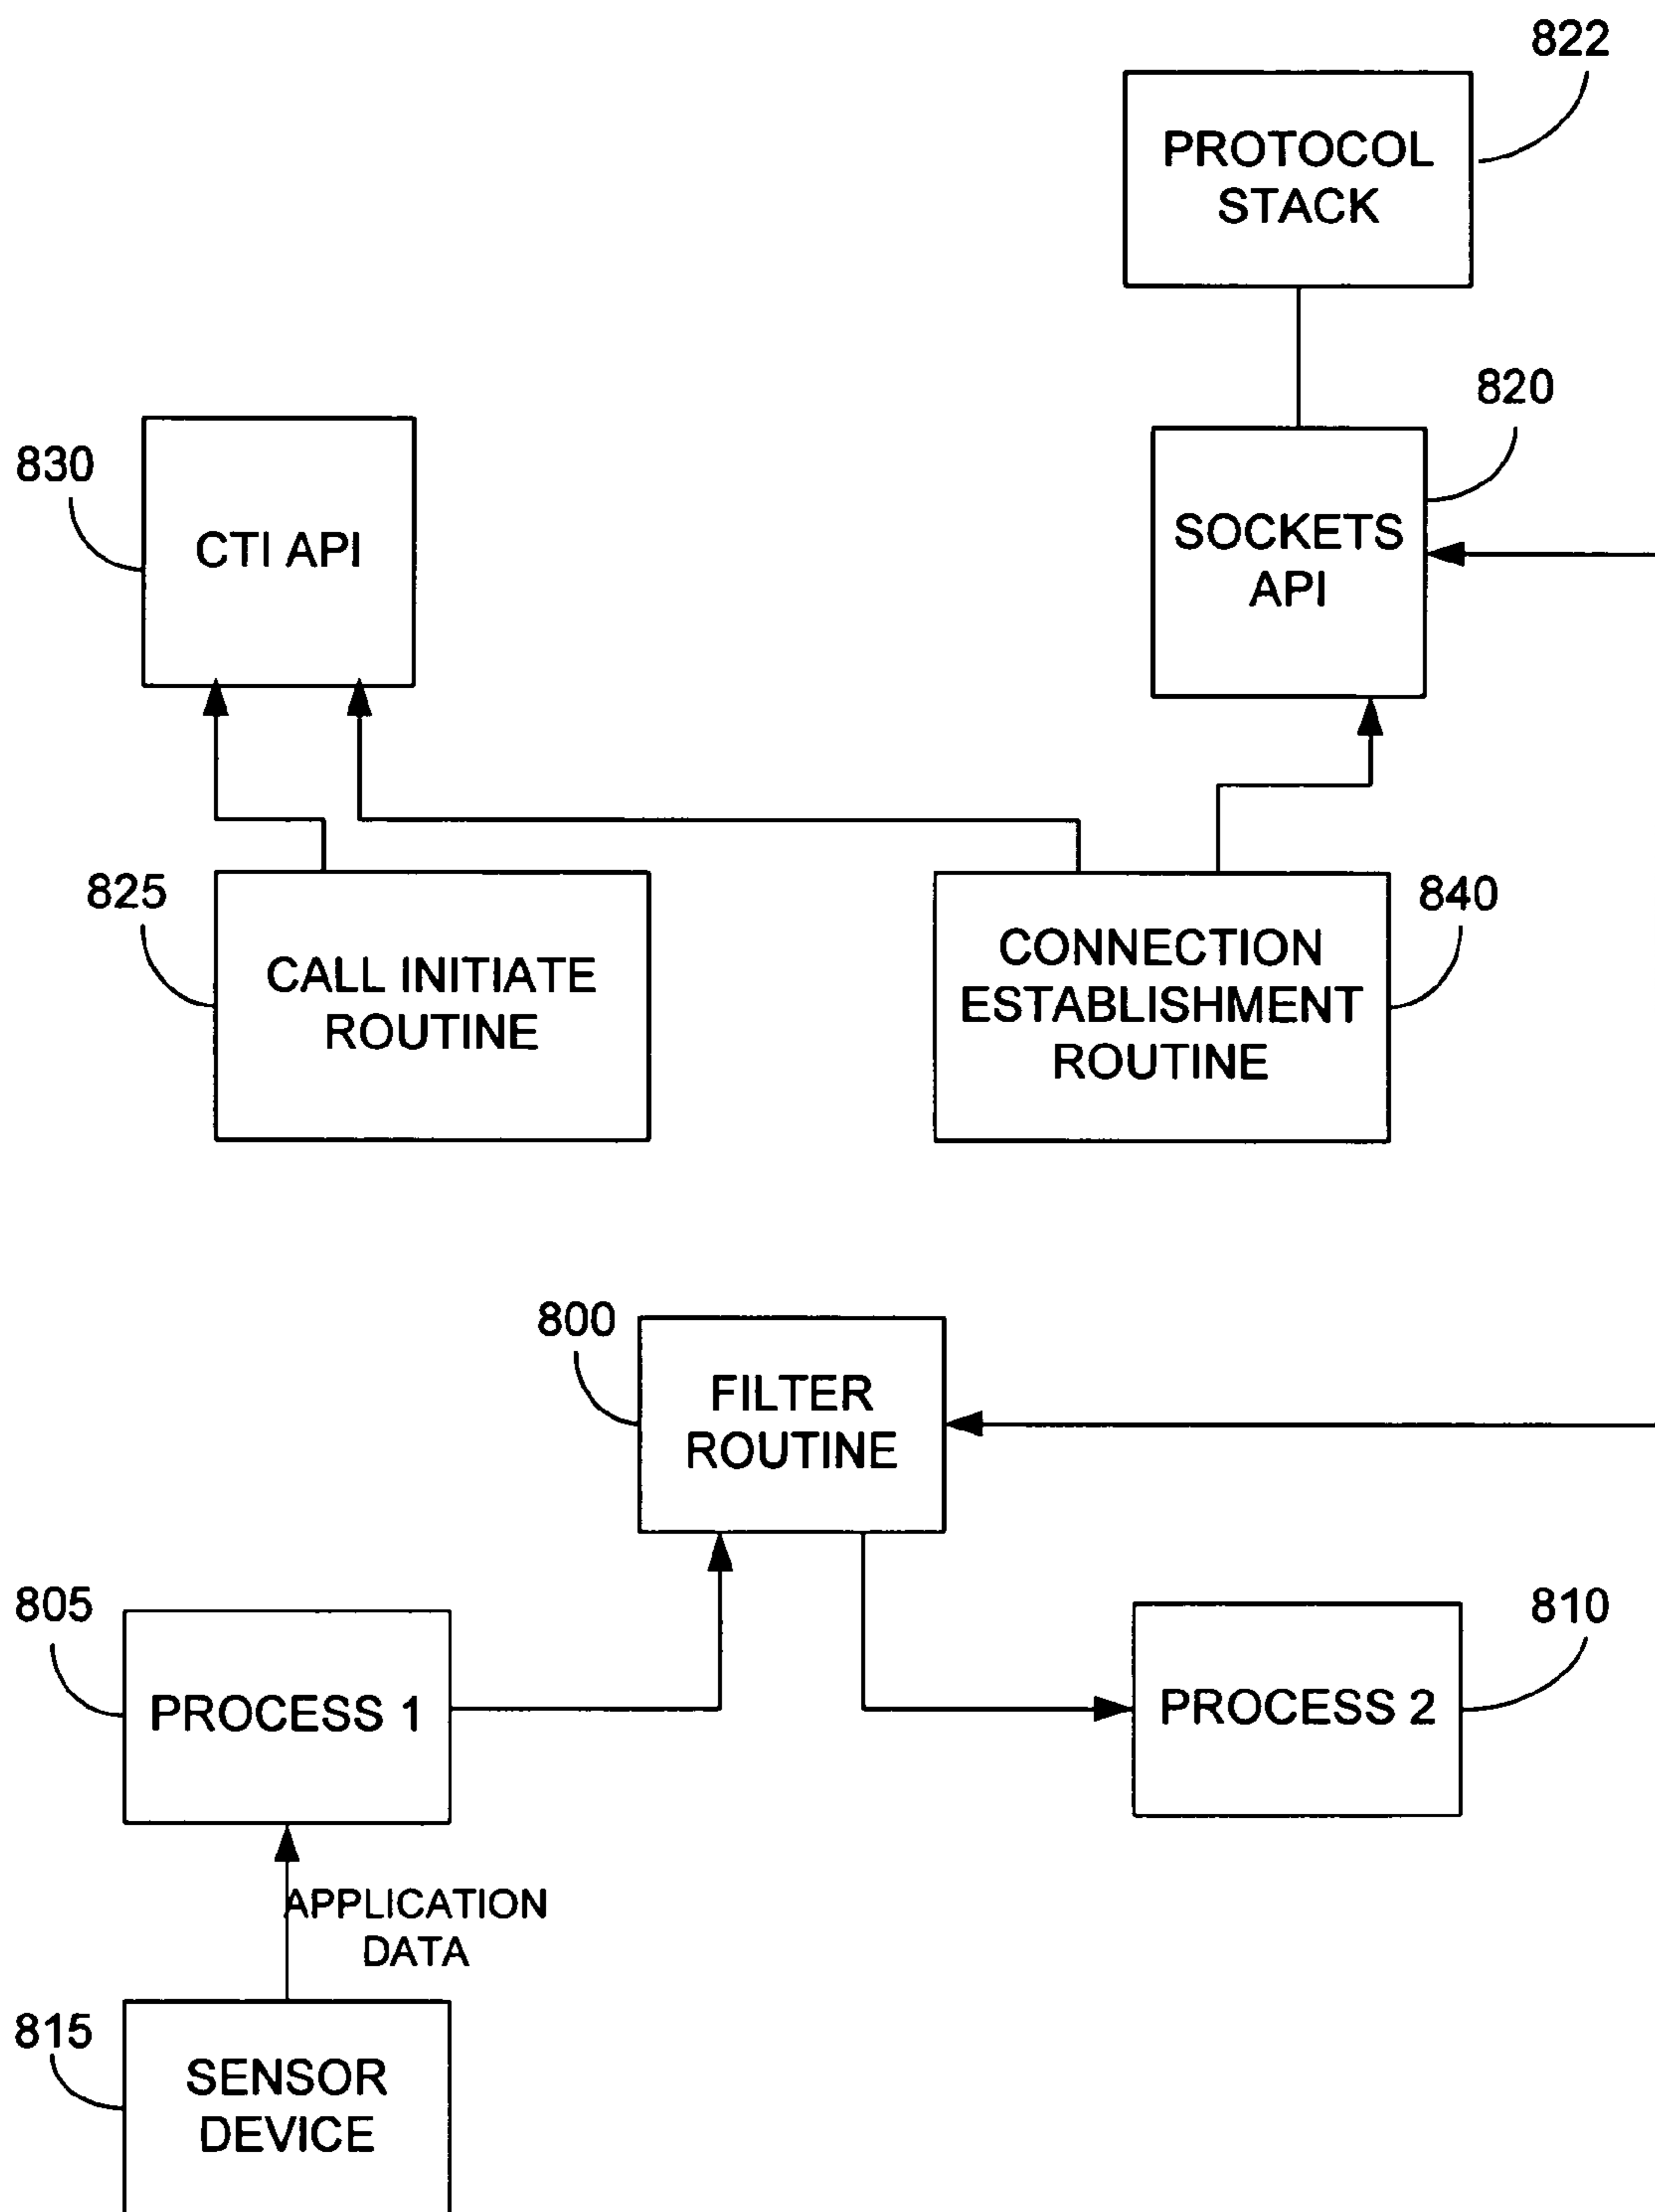 822
PROTOCOL
STACK
820
830
SOCKETS
API
CTI API
825
840
CALL INITIATE
ROUTINE
CONNECTION
ESTABLISHMENT
ROUTINE
800
FILTER
ROUTINE
805
810
PROCESS 1
PROCESS 2
APPLICATION
DATA
815
SENSOR
DEVICE